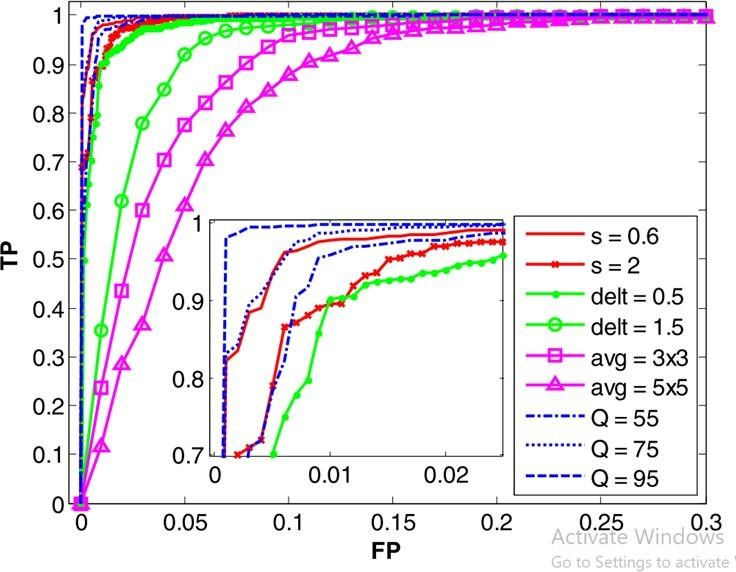 1
0.9
0.8
0.7
0.6
0.5
0.4
0.3
0.2
0.1
0
TP
0
0.05
0.1
0.15
0.2
0.25
0.3
FP
1
0.9
0.8
0.7
0
0.01
0.02
s = 0.6
s = 2
delt = 0.5
delt = 1.5
avg = 3x3
avg = 5x5
Q = 55
Q = 75
Q = 95
Activate Windows
Go to Settings to activate